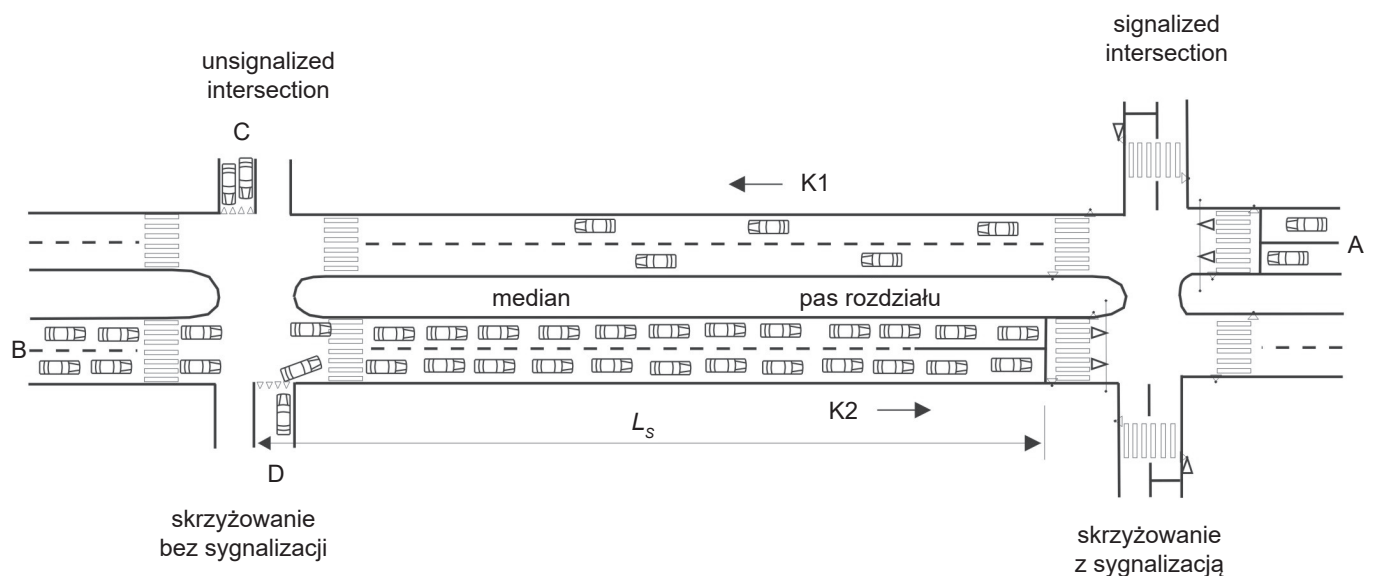 signalized
intersection
unsignalized
intersection
C
K1
A
median
pas rozdziału
B
K2
L_S
D
skrzyżowanie
bez sygnalizacji
skrzyżowanie
z sygnalizacją